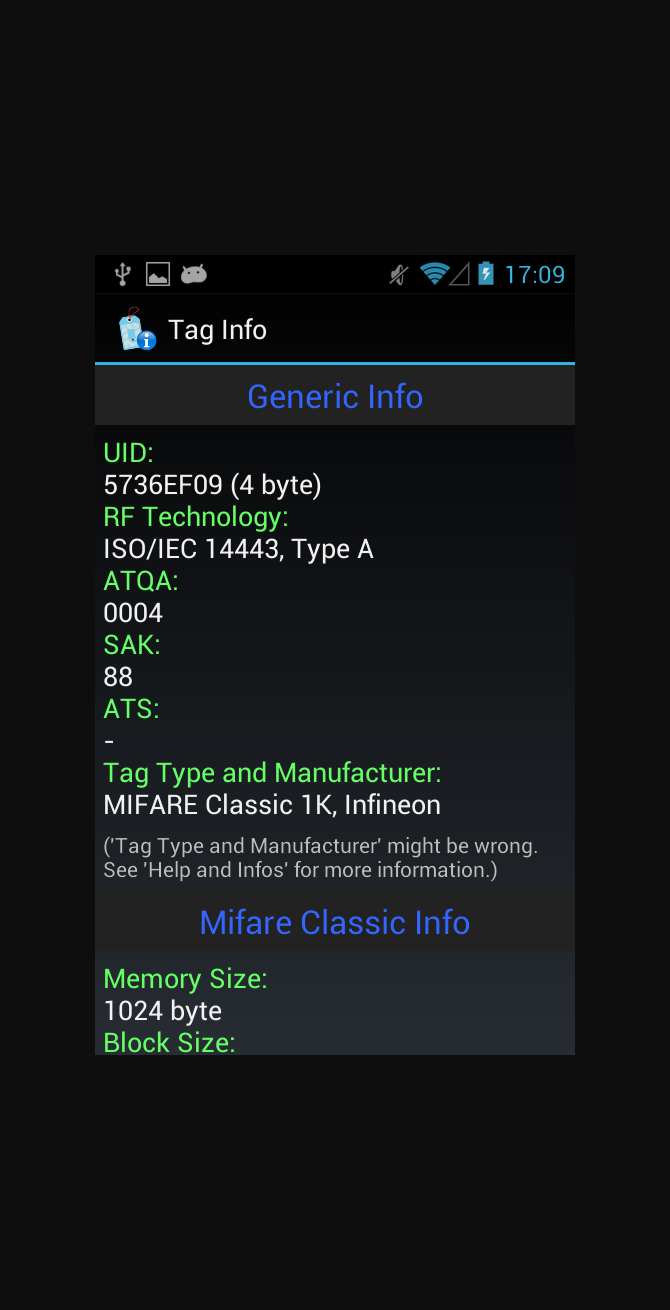 17:09
Tag Info
Generic Info
UID:
5736EF09 (4 byte)
RF Technology:
ISO/IEC 14443, Type A
ATQA:
0004
SAK:
88
ATS:
-
Tag Type and Manufacturer:
MIFARE Classic 1K, Infineon
('Tag Type and Manufacturer' might be wrong.
See 'Help and Infos' for more information.)
Mifare Classic Info
Memory Size:
1024 byte
Block Size: